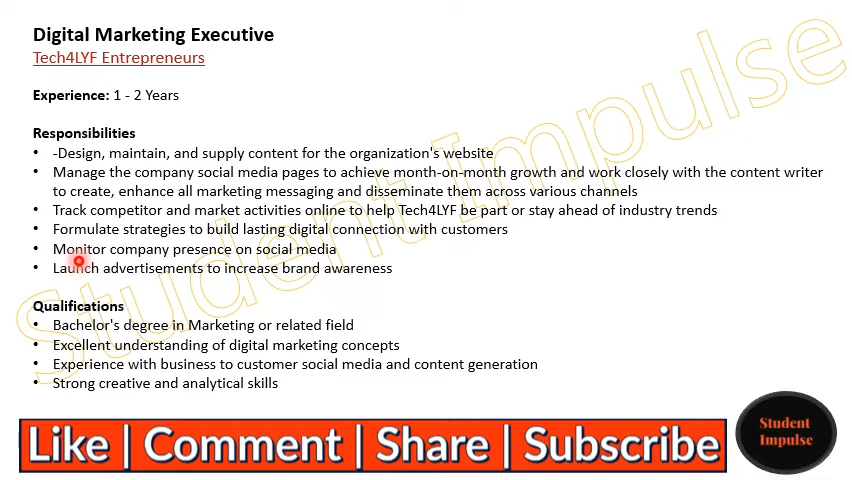 Digital Marketing Executive
Tech4LYF Entrepreneurs
Experience: 1 - 2 Years
Responsibilities
• -Design, maintain, and supply content for the organization's website
• Manage the company social media pages to achieve month-on-month growth and work closely with the content writer
to create, enhance all marketing messaging and disseminate them across various channels
• Track competitor and market activities online to help Tech4LYF be part or stay ahead of industry trends
• Formulate strategies to build lasting digital connection with customers
• Monitor company presence on social media
• Launch advertisements to increase brand awareness
Qualifications
• Bachelor's degree in Marketing or related field
• Excellent understanding of digital marketing concepts
• Experience with business to customer social media and content generation
• Strong creative and analytical skills
Student Impulse
Like | Comment | Share | Subscribe
Student
Impulse